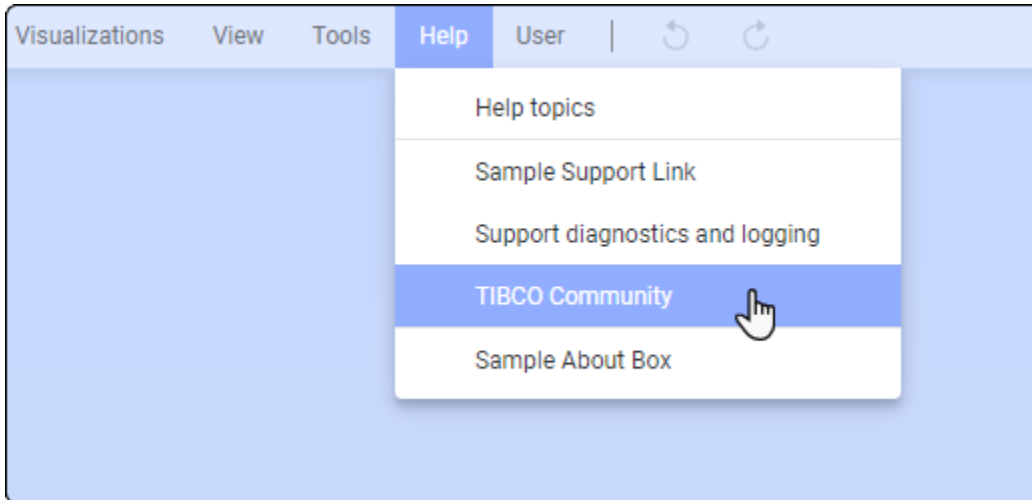 Visualizations View Tools Help User
Help topics
Sample Support Link
Support diagnostics and logging
TIBCO Community
Sample About Box